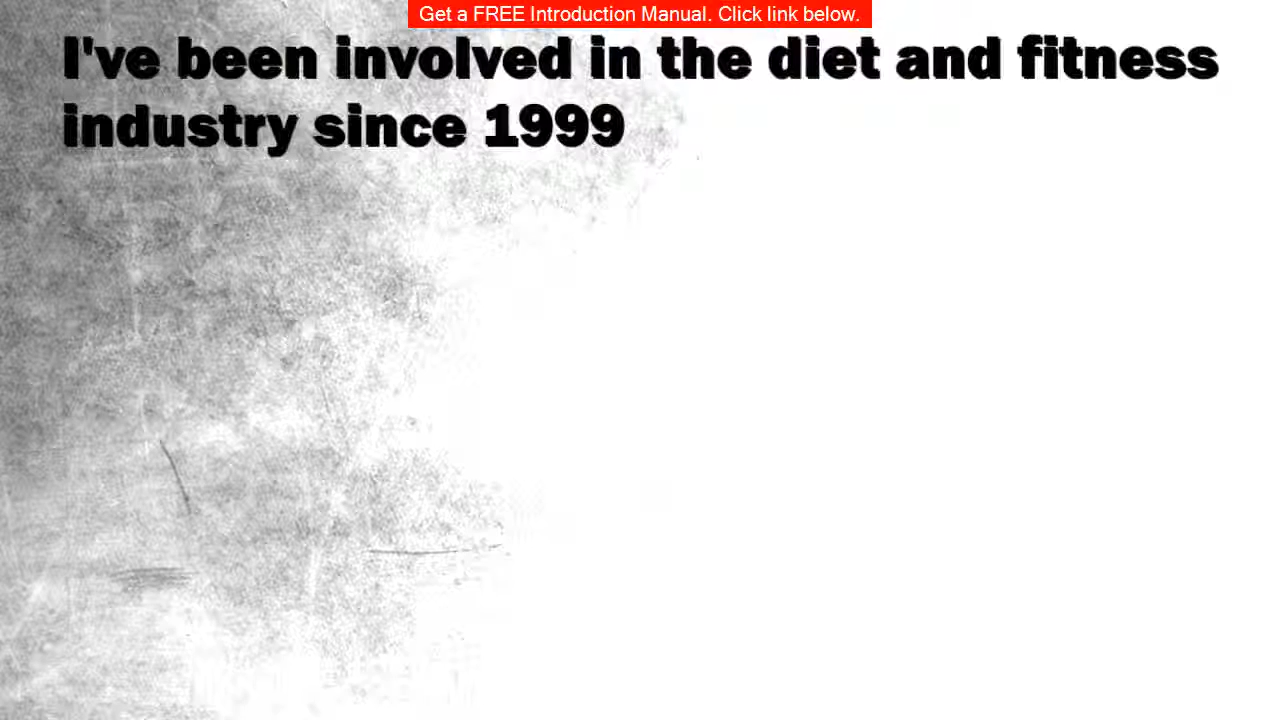 Get a FREE Introduction Manual. Click link below.
I've been involved in the diet and fitness
industry since 1999